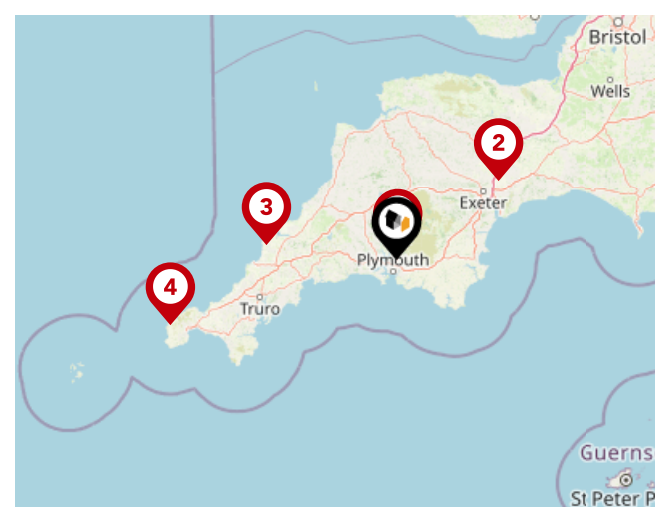 Bristol
Wells
2
Exeter
3
Plymouth
4
Truro
Guerns
St Peter P